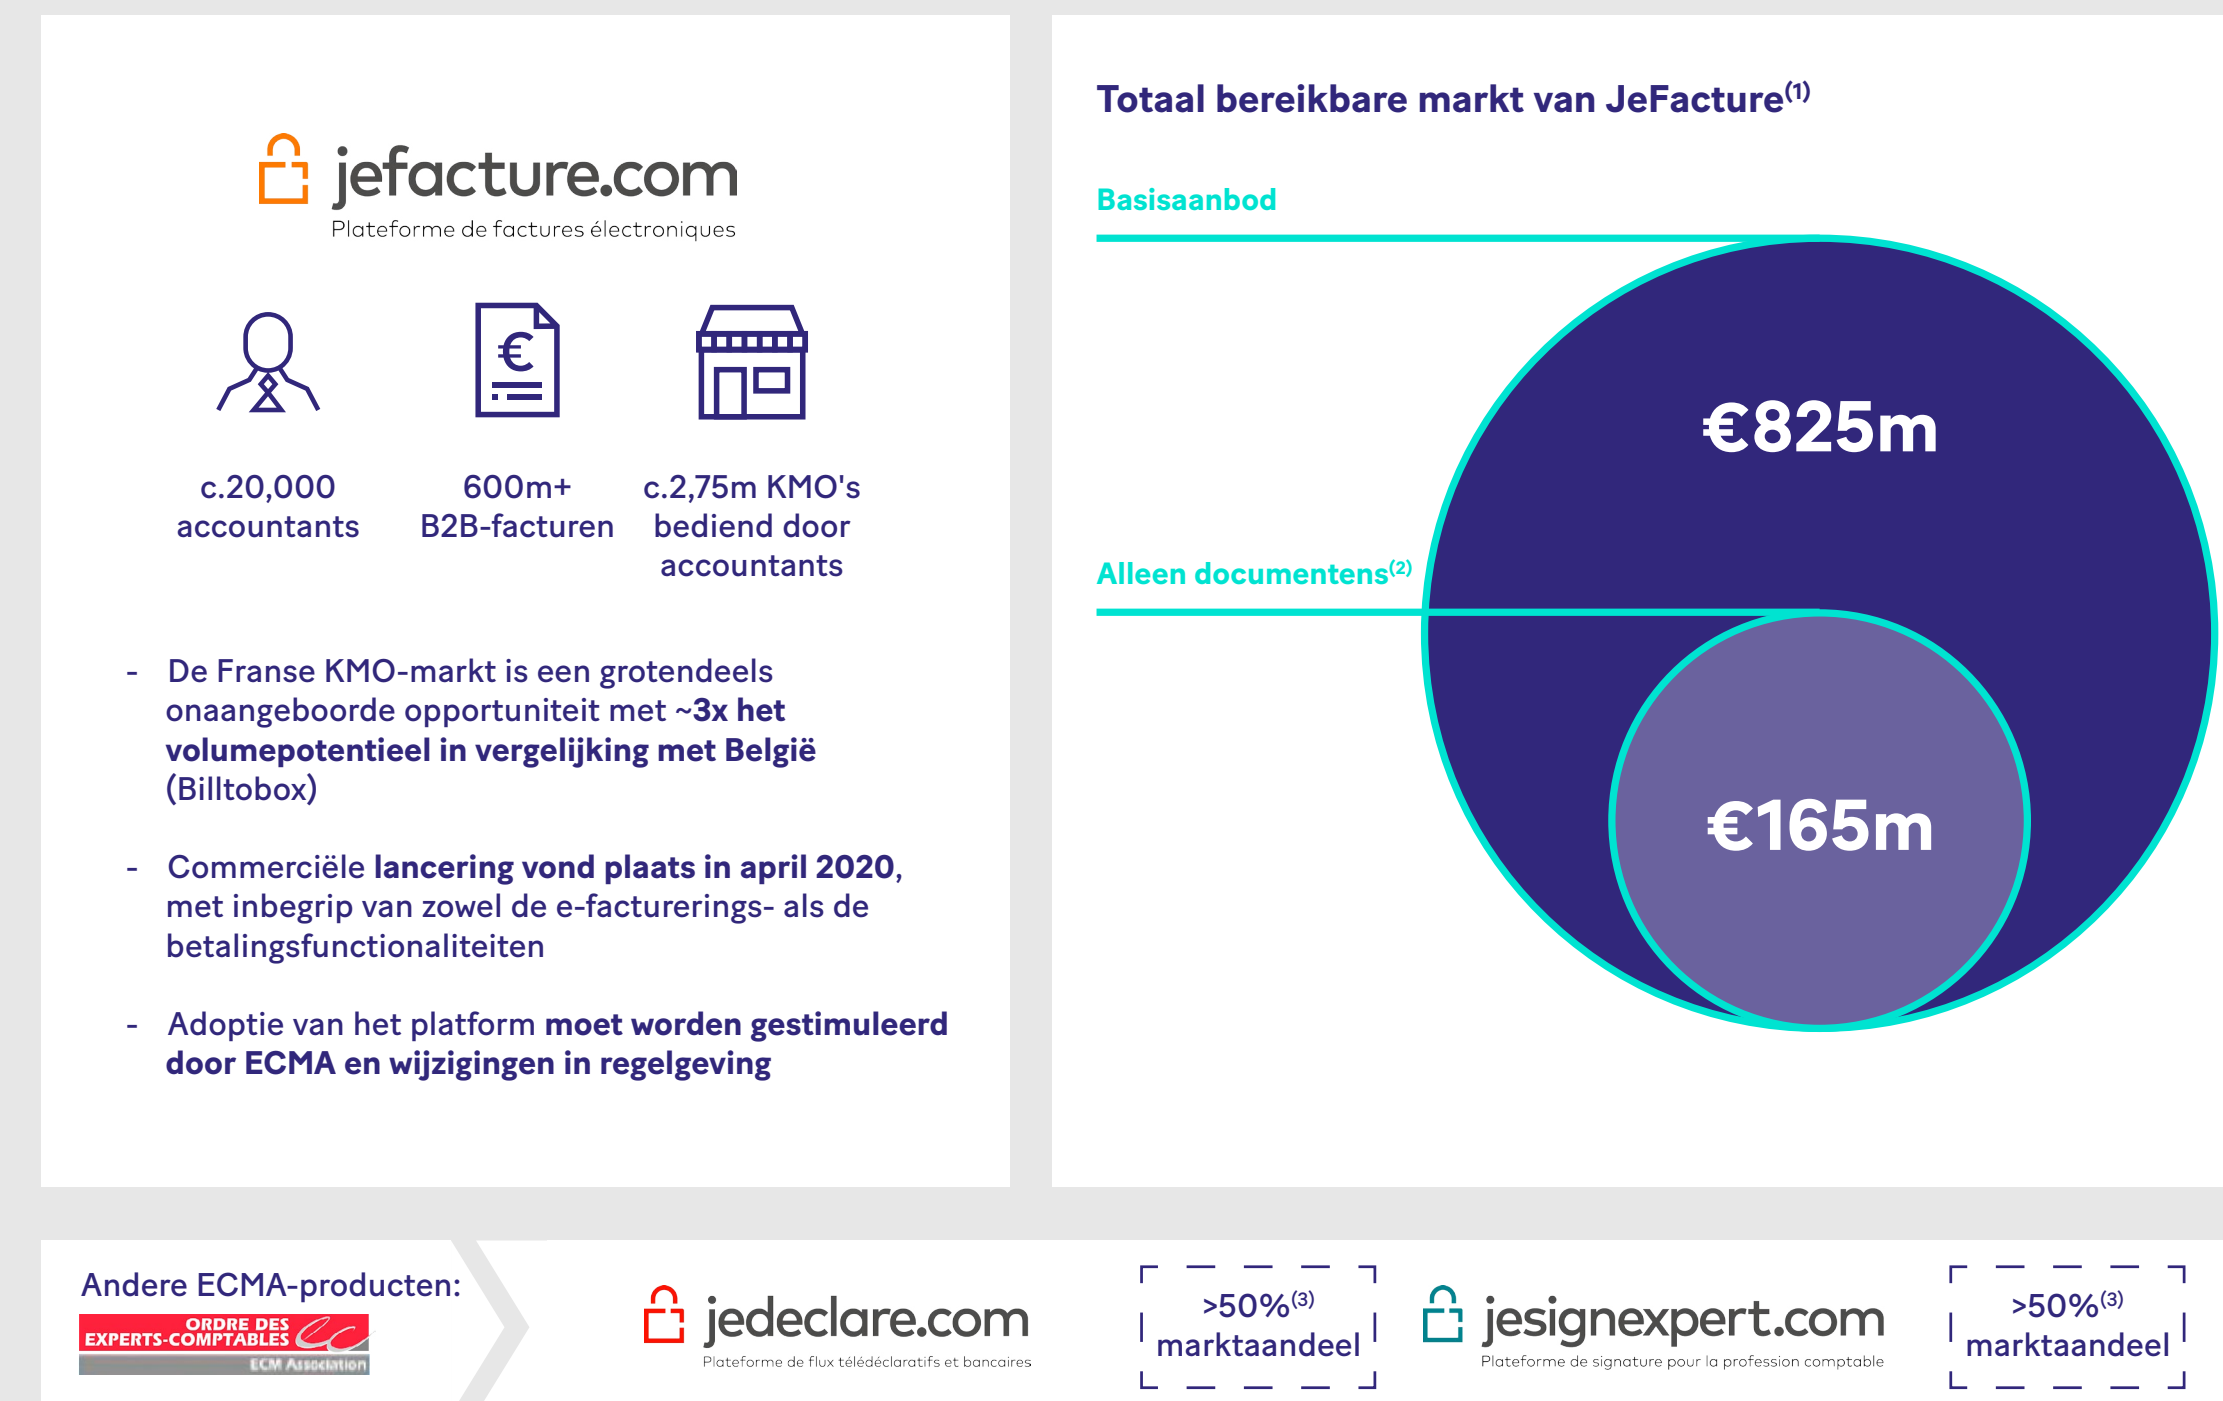 jefacture.com
Plateforme de factures électroniques
€
c.20,000
accountants
600m+
B2B-facturen
c.2,75m KMO's
bediend door
accountants
- De Franse KMO-markt is een grotendeels
onaangeboorde opportuniteit met ~3x het
volumepotentieel in vergelijking met België
(Billtobox)
- Commerciële lancering vond plaats in april 2020,
met inbegrip van zowel de e-facturerings- als de
betalingsfunctionaliteiten
- Adoptie van het platform moet worden gestimuleerd
door ECMA en wijzigingen in regelgeving
Totaal bereikbare markt van JeFacture(1)
Basisaanbod
€825m
Alleen documentens(2)
€165m
Andere ECMA-producten:
ORDRE DES
EXPERTS-COMPTABLES
ECM Association
jedeclare.com
Plateforme de flux télédéclaratifs et bancaires
>50%(3)
marktaandeel
jesignexpert.com
Plateforme de signature pour la profession comptable
>50%(3)
marktaandeel